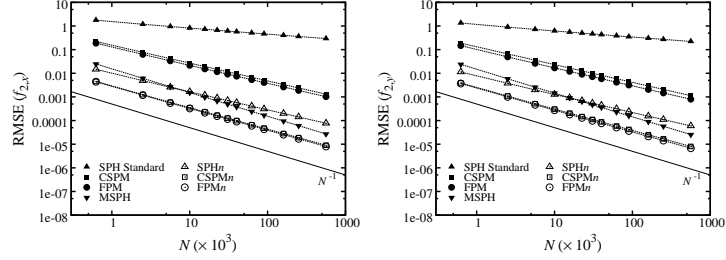 RMSE (f2,x)
10
1
0.1
0.01
0.001
0.0001
1e-05
1e-06
1e-07
1e-08
SPH Standard
CSPM
FPM
MSPH
SPHn
CSPMn
FPMn
N⁻¹
1
10
100
1000
N (× 10³)
RMSE (f2,y)
10
1
0.1
0.01
0.001
0.0001
1e-05
1e-06
1e-07
1e-08
SPH Standard
CSPM
FPM
MSPH
SPHn
CSPMn
FPMn
N⁻¹
1
10
100
1000
N (× 10³)